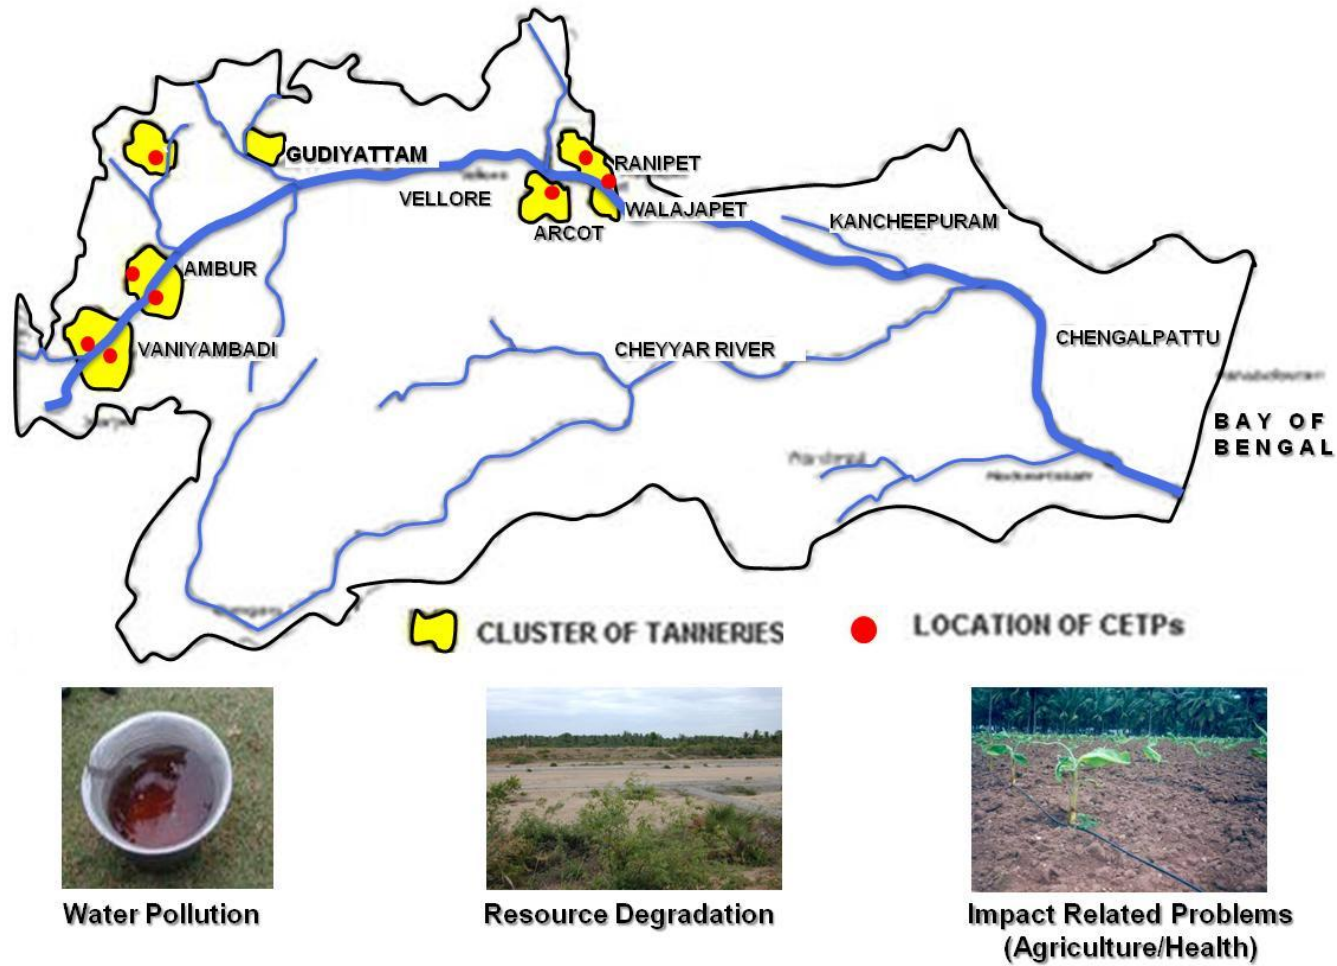 GUDIYATTAM
RANIPET
VELLORE
WALAJAPET
ARCOT
KANCHEEPURAM
AMBUR
VANIYAMBADI
CHEYYAR RIVER
CHENGALPATTU
BAY OF
BENGAL
CLUSTER OF TANNERIES
LOCATION OF CETPs
Water Pollution
Resource Degradation
Impact Related Problems
(Agriculture/Health)